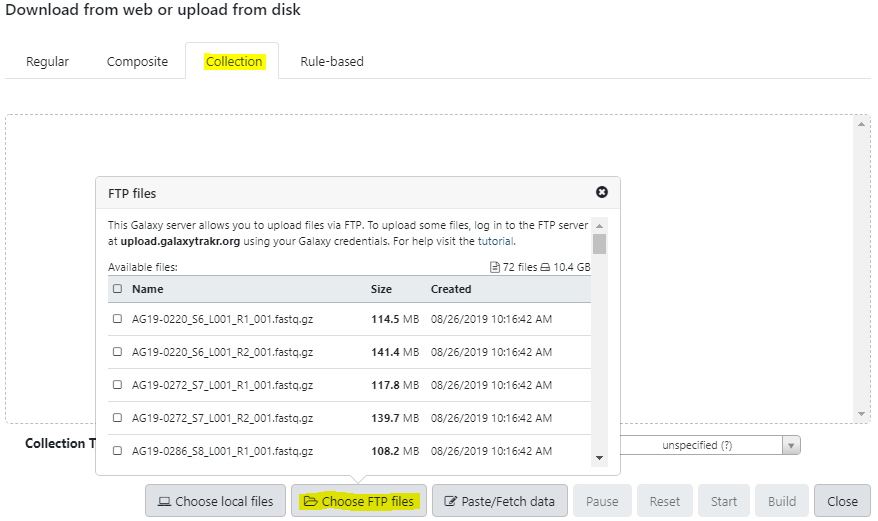 Download from web or upload from disk
Regular Composite Collection Rule-based
FTP files
This Galaxy server allows you to upload files via FTP. To upload some files, log in to the FTP server
at upload.galaxytrakr.org using your Galaxy credentials. For help visit the tutorial.
Available files: 72 files 10.4 GB
Name Size Created
AG19-0220_S6_L001_R1_001.fastq.gz 114.5 MB 08/26/2019 10:16:42 AM
AG19-0220_S6_L001_R2_001.fastq.gz 141.4 MB 08/26/2019 10:16:42 AM
AG19-0272_S7_L001_R1_001.fastq.gz 117.8 MB 08/26/2019 10:16:42 AM
AG19-0272_S7_L001_R2_001.fastq.gz 139.7 MB 08/26/2019 10:16:42 AM
AG19-0286_S8_L001_R1_001.fastq.gz 108.2 MB 08/26/2019 10:16:42 AM
Collection T unspecified (?)
Choose local files Choose FTP files Paste/Fetch data Pause Reset Start Build Close